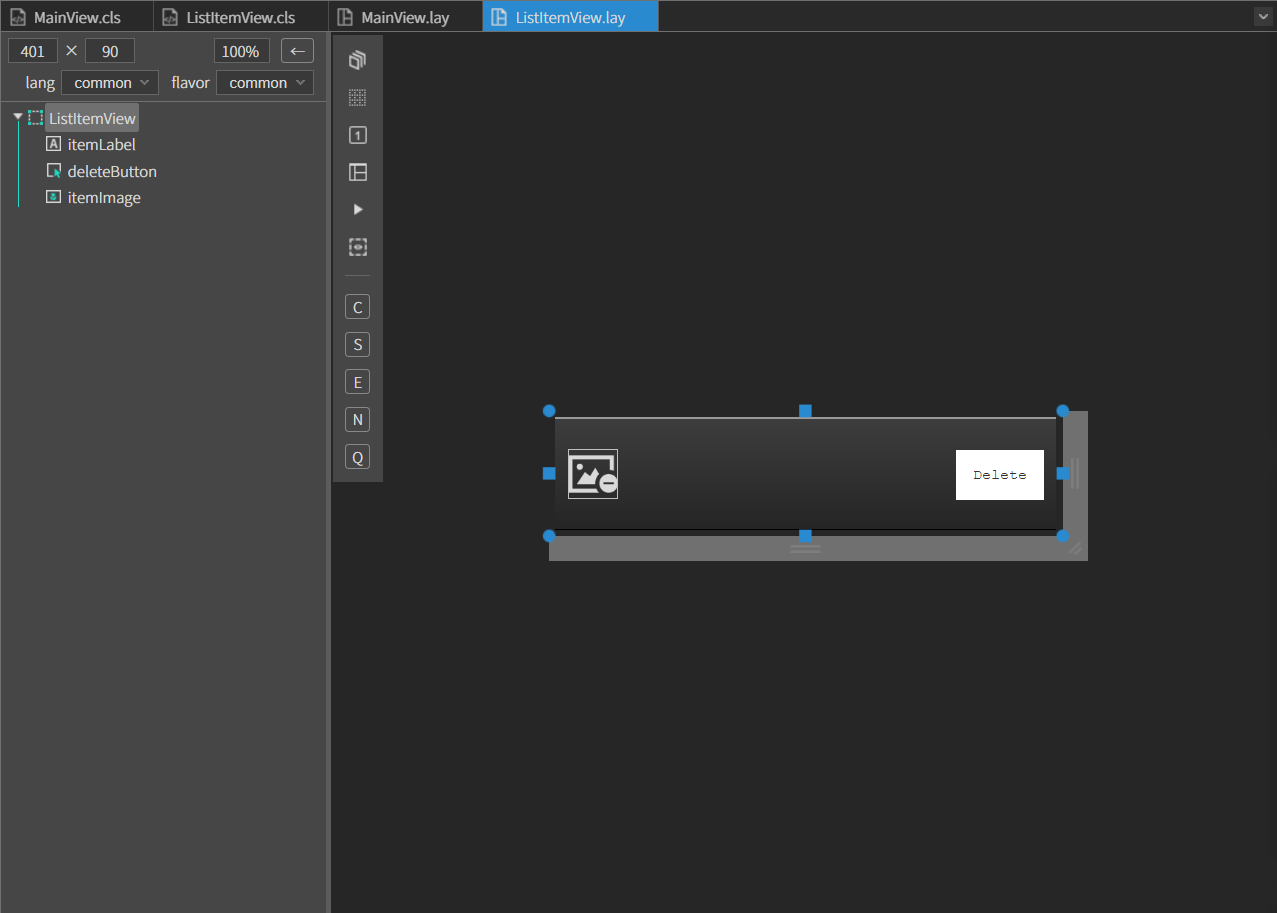 MainView.cls
ListItemView.cls
MainView.lay
ListItemView.lay
401 × 90 100% ←
lang common flavor common
ListItemView
itemLabel
deleteButton
itemImage
1
C
S
E
N
Q
A
Delete